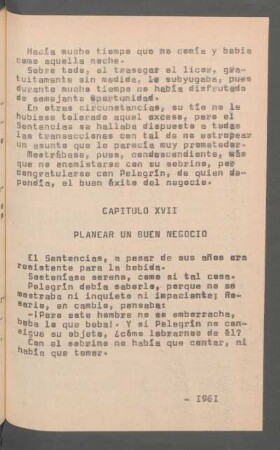 Hacía mucho tiempo que no comía y bebía
como aquella noche.
Sobre todo, el trasegar el licor, gra-
tuitamente sin medida, le subyugaba, pues
durante mucho tiempo no había disfrutado
de semejante oportunidad.
En otras circunstancias, su tío no le
hubiese tolerado aquel exceso, pero el
Sentencias se hallaba dispuesto a todas
las transacciones con tal de no estropear
un asunto que le parecía muy prometedor.
Mostrábase, pues, condescendiente, más
que no enemistarse con su sobrino, por
congratularse con Pelegrín, de quien de-
pendía, el buen éxito del negocio.
CAPITULO XVII
PLANEAR UN BUEN NEGOCIO
El Sentencias, a pesar de sus años era
resistente para la bebida.
Manteníase sereno, como si tal cosa.
Pelegrín debía saberlo, porque no se
mostraba ni inquieto ni impaciente; Ro-
sario, en cambio, pensaba:
-¡Pero este hombre no se emborracha,
beba lo que beba! Y si Pelegrín no con-
sigue su objeto, ¿cómo librarnos de él?
Con el sobrino no había que contar, ni
había que temer.
- 1961